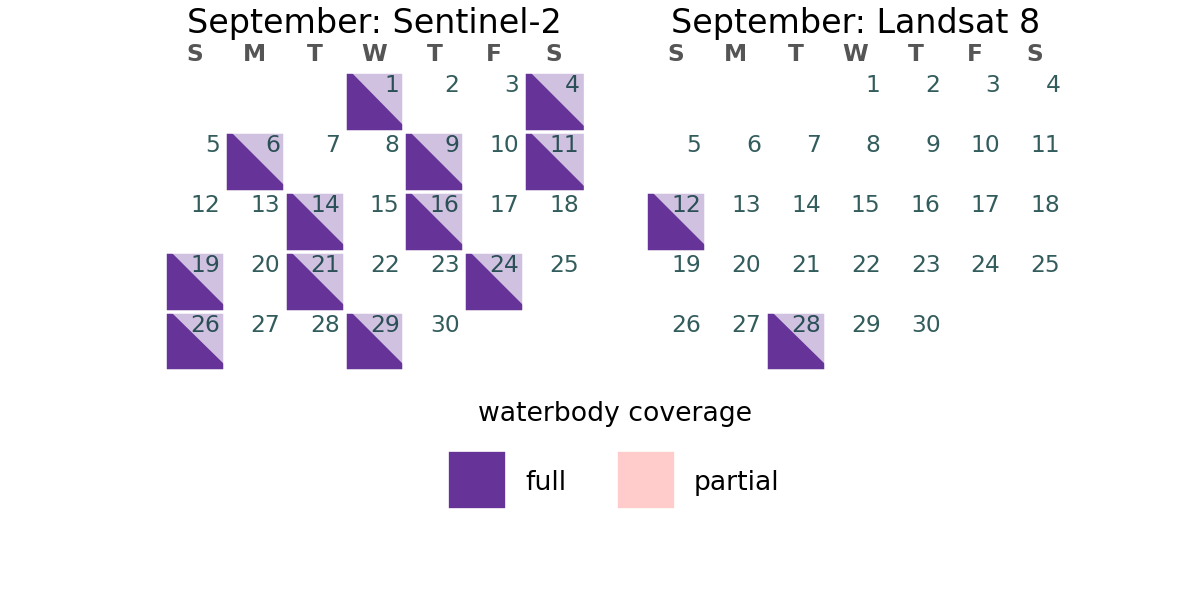 September: Sentinel-2
S M T W T F S
1 2 3 4
5 6 7 8 9 10 11
12 13 14 15 16 17 18
19 20 21 22 23 24 25
26 27 28 29 30
September: Landsat 8
S M T W T F S
1 2 3 4
5 6 7 8 9 10 11
12 13 14 15 16 17 18
19 20 21 22 23 24 25
26 27 28 29 30
waterbody coverage
full partial